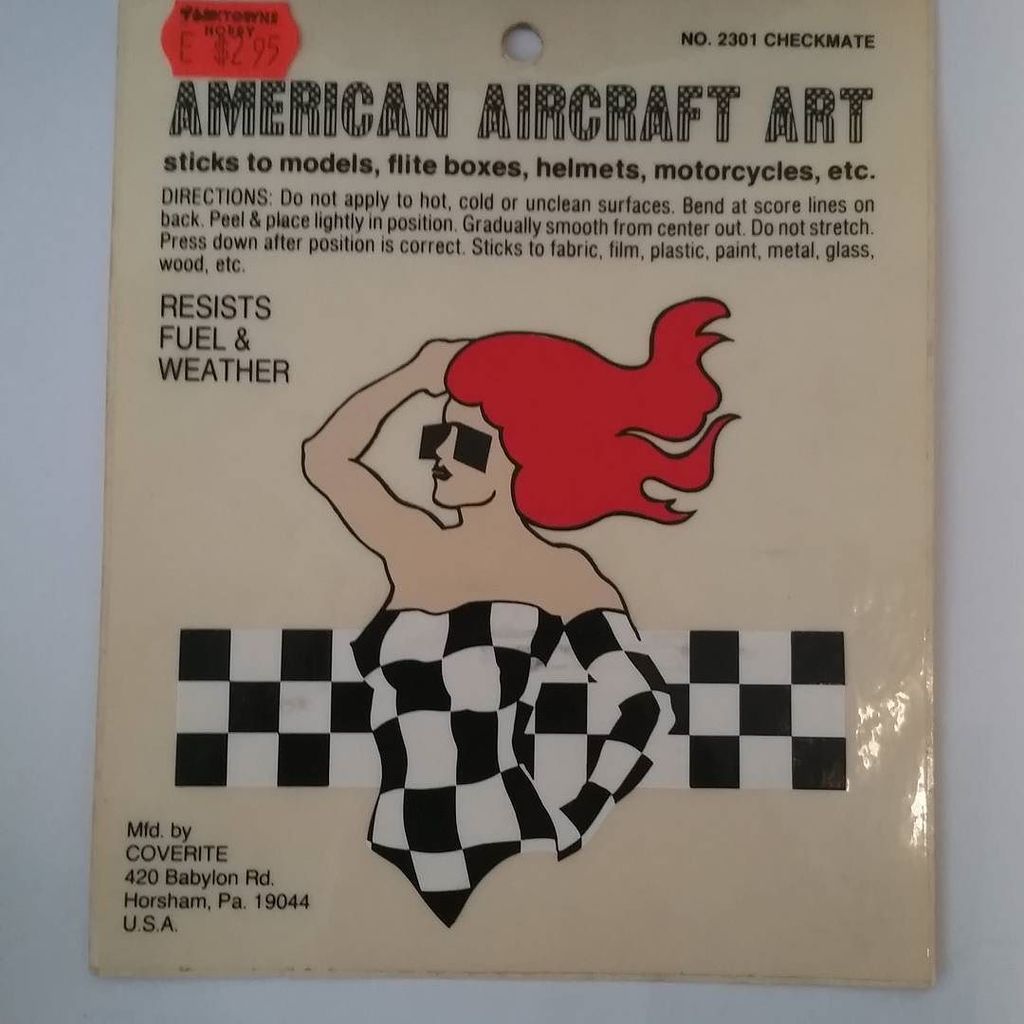 HOBBY
E $2.95
NO. 2301 CHECKMATE
AMERICAN AIRCRAFT ART
sticks to models, flite boxes, helmets, motorcycles, etc.
DIRECTIONS: Do not apply to hot, cold or unclean surfaces. Bend at score lines on
back. Peel & place lightly in position. Gradually smooth from center out. Do not stretch.
Press down after position is correct. Sticks to fabric, film, plastic, paint, metal, glass,
wood, etc.
RESISTS
FUEL &
WEATHER
Mfd. by
COVERITE
420 Babylon Rd.
Horsham, Pa. 19044
U.S.A.